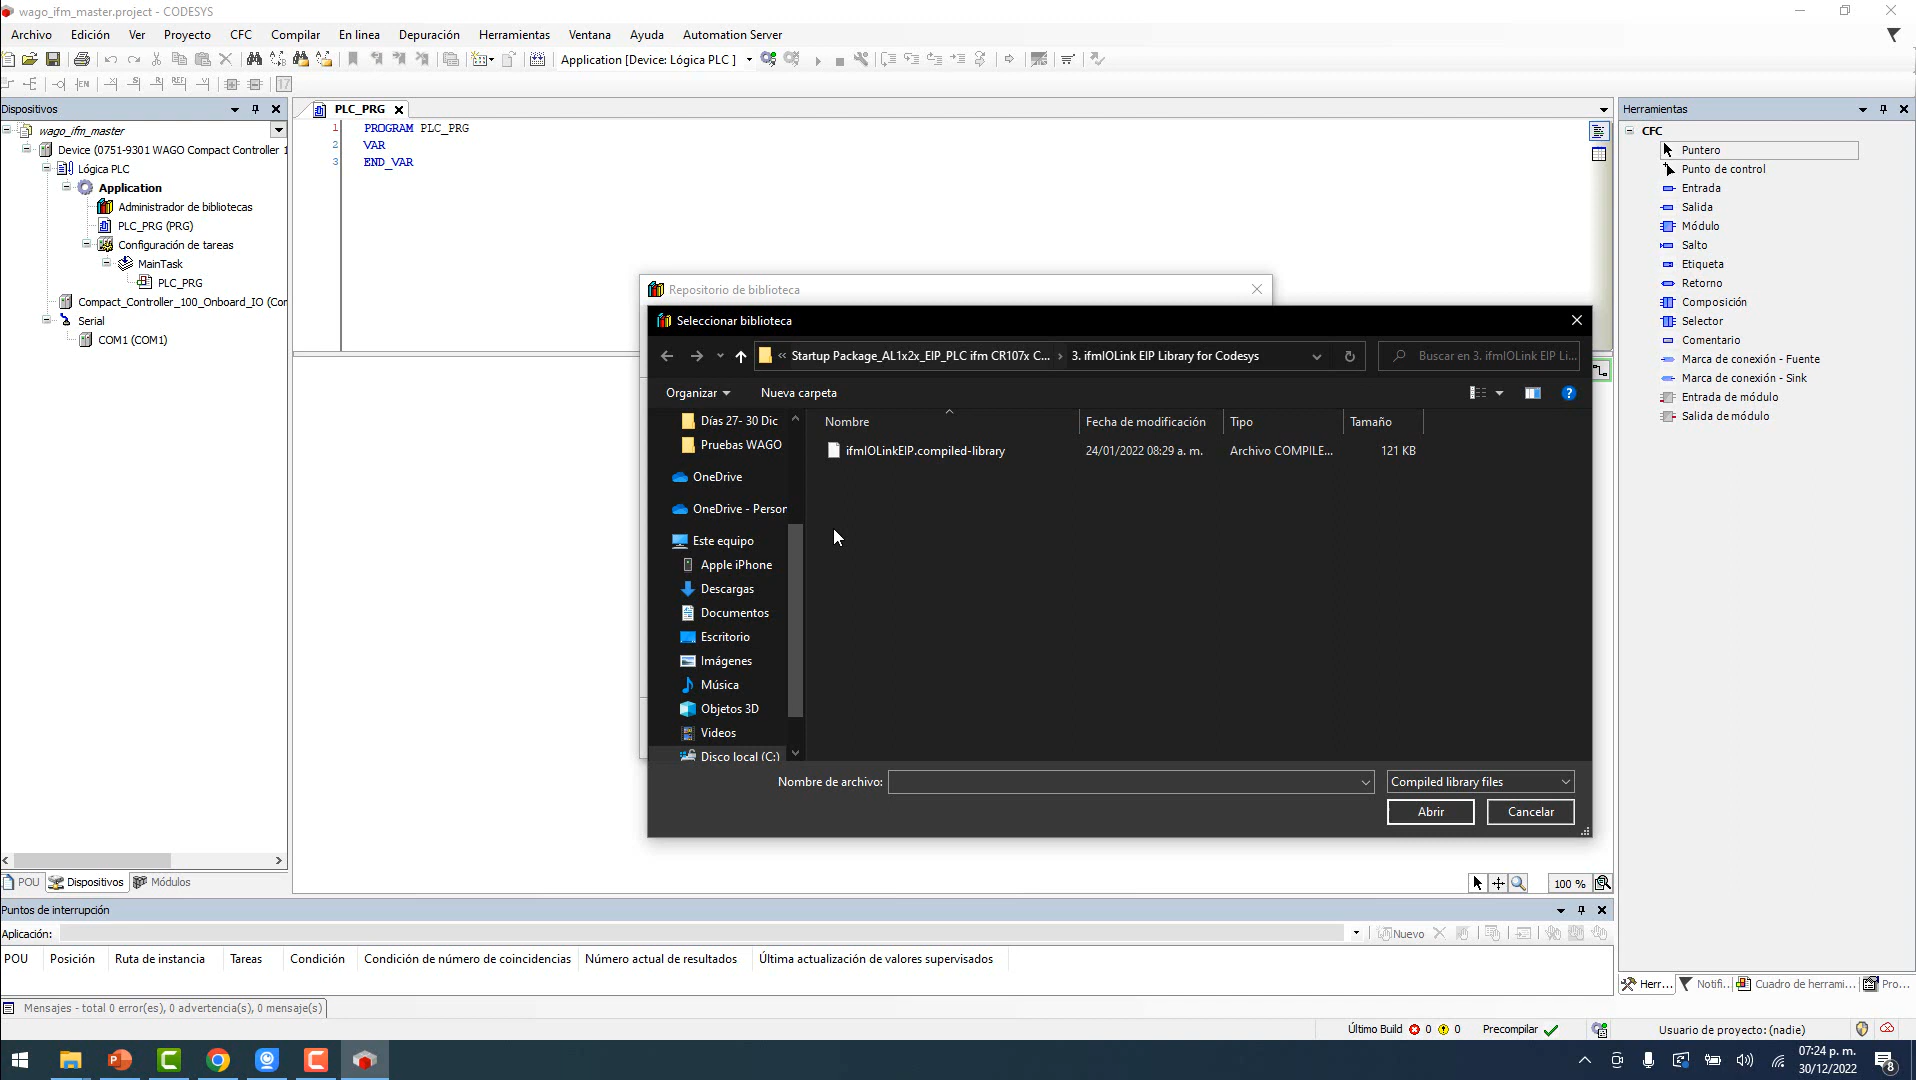 wago_ifm_master.project - CODESYS
Archivo Edición Ver Proyecto CFC Compilar En linea Depuración Herramientas Ventana Ayuda Automation Server
Application [Device: Lógica PLC ]
Dispositivos
wago_ifm_master
Device (0751-9301 WAGO Compact Controller 1
Lógica PLC
Application
Administrador de bibliotecas
PLC_PRG (PRG)
Configuración de tareas
MainTask
PLC_PRG
Compact_Controller_100_Onboard_IO (Cor
Serial
COM1 (COM1)
POU Dispositivos Módulos
PLC_PRG
1 PROGRAM PLC_PRG
2 VAR
3 END_VAR
Repositorio de biblioteca
Seleccionar biblioteca
« Startup Package_AL1x2x_EIP_PLC ifm CR107x C... › 3. ifmIOLink EIP Library for Codesys
Buscar en 3. ifmIOLink EIP Li...
Organizar Nueva carpeta
Días 27- 30 Dic
Pruebas WAGO
OneDrive
OneDrive - Person
Este equipo
Apple iPhone
Descargas
Documentos
Escritorio
Imágenes
Música
Objetos 3D
Videos
Disco local (C:)
Nombre Fecha de modificación Tipo Tamaño
ifmIOLinkEIP.compiled-library 24/01/2022 08:29 a. m. Archivo COMPILE... 121 KB
Nombre de archivo: Compiled library files
Abrir Cancelar
100 %
Herramientas
CFC
Puntero
Punto de control
Entrada
Salida
Módulo
Salto
Etiqueta
Retorno
Composición
Selector
Comentario
Marca de conexión - Fuente
Marca de conexión - Sink
Entrada de módulo
Salida de módulo
Herr... Notifi... Cuadro de herrami... Pro...
Puntos de interrupción
Aplicación: Nuevo
POU Posición Ruta de instancia Tareas Condición Condición de número de coincidencias Número actual de resultados Última actualización de valores supervisados
Mensajes - total 0 error(es), 0 advertencia(s), 0 mensaje(s)
Último Build 0 0 Precompilar Usuario de proyecto: (nadie)
07:24 p. m.
30/12/2022
8